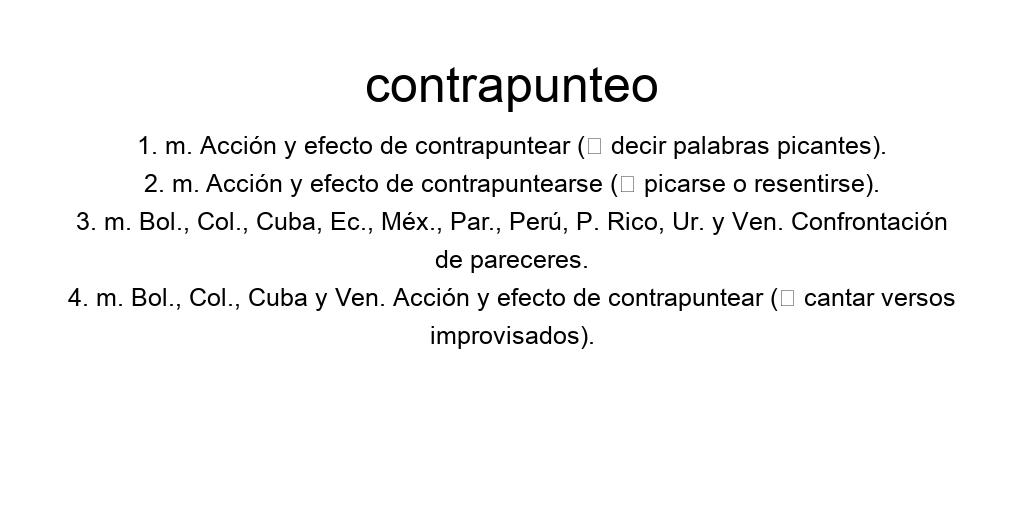 contrapunteo
1. m. Acción y efecto de contrapuntear (▯ decir palabras picantes).
2. m. Acción y efecto de contrapuntearse (▯ picarse o resentirse).
3. m. Bol., Col., Cuba, Ec., Méx., Par., Perú, P. Rico, Ur. y Ven. Confrontación
de pareceres.
4. m. Bol., Col., Cuba y Ven. Acción y efecto de contrapuntear (▯ cantar versos
improvisados).